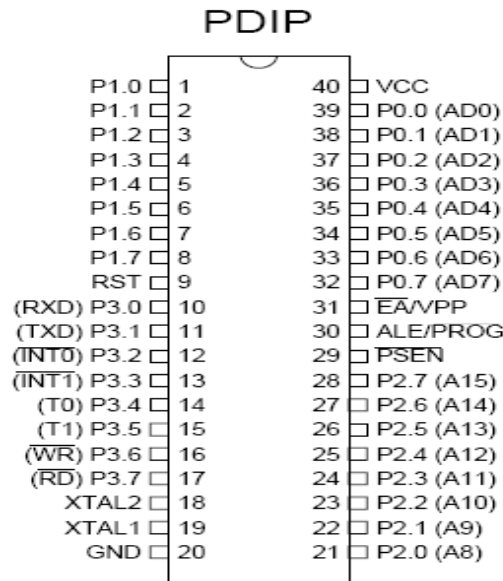 PDIP
P1.0 1 40 VCC
P1.1 2 39 P0.0 (AD0)
P1.2 3 38 P0.1 (AD1)
P1.3 4 37 P0.2 (AD2)
P1.4 5 36 P0.3 (AD3)
P1.5 6 35 P0.4 (AD4)
P1.6 7 34 P0.5 (AD5)
P1.7 8 33 P0.6 (AD6)
RST 9 32 P0.7 (AD7)
(RXD) P3.0 10 31 E̅A̅/VPP
(TXD) P3.1 11 30 ALE/PROG
(I̅N̅T̅0̅) P3.2 12 29 P̅S̅E̅N̅
(I̅N̅T̅1̅) P3.3 13 28 P2.7 (A15)
(T0) P3.4 14 27 P2.6 (A14)
(T1) P3.5 15 26 P2.5 (A13)
(W̅R̅) P3.6 16 25 P2.4 (A12)
(R̅D̅) P3.7 17 24 P2.3 (A11)
XTAL2 18 23 P2.2 (A10)
XTAL1 19 22 P2.1 (A9)
GND 20 21 P2.0 (A8)